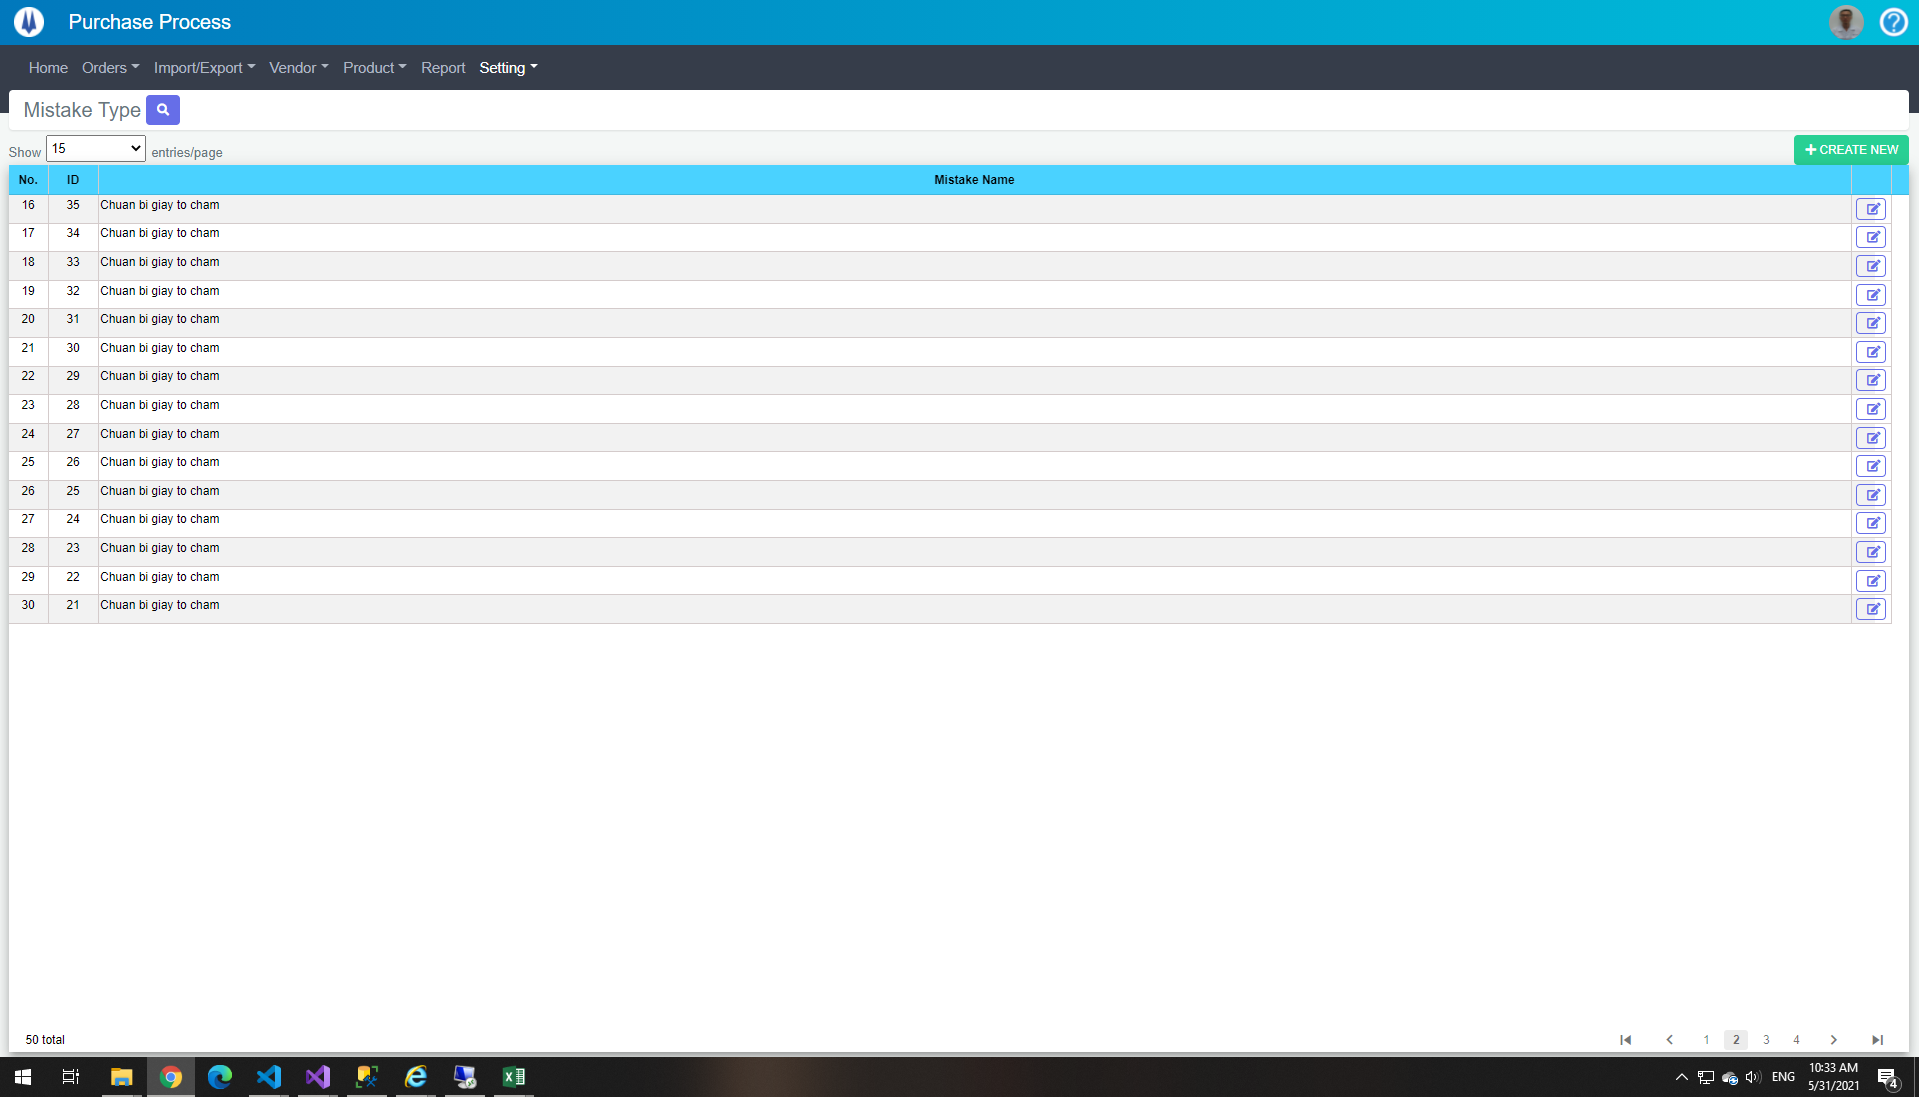 Purchase Process
Home Orders Import/Export Vendor Product Report Setting
Mistake Type
Show 15 entries/page
CREATE NEW
No. ID Mistake Name
16 35 Chuan bi giay to cham
17 34 Chuan bi giay to cham
18 33 Chuan bi giay to cham
19 32 Chuan bi giay to cham
20 31 Chuan bi giay to cham
21 30 Chuan bi giay to cham
22 29 Chuan bi giay to cham
23 28 Chuan bi giay to cham
24 27 Chuan bi giay to cham
25 26 Chuan bi giay to cham
26 25 Chuan bi giay to cham
27 24 Chuan bi giay to cham
28 23 Chuan bi giay to cham
29 22 Chuan bi giay to cham
30 21 Chuan bi giay to cham
50 total
1 2 3 4
ENG
10:33 AM
5/31/2021
4